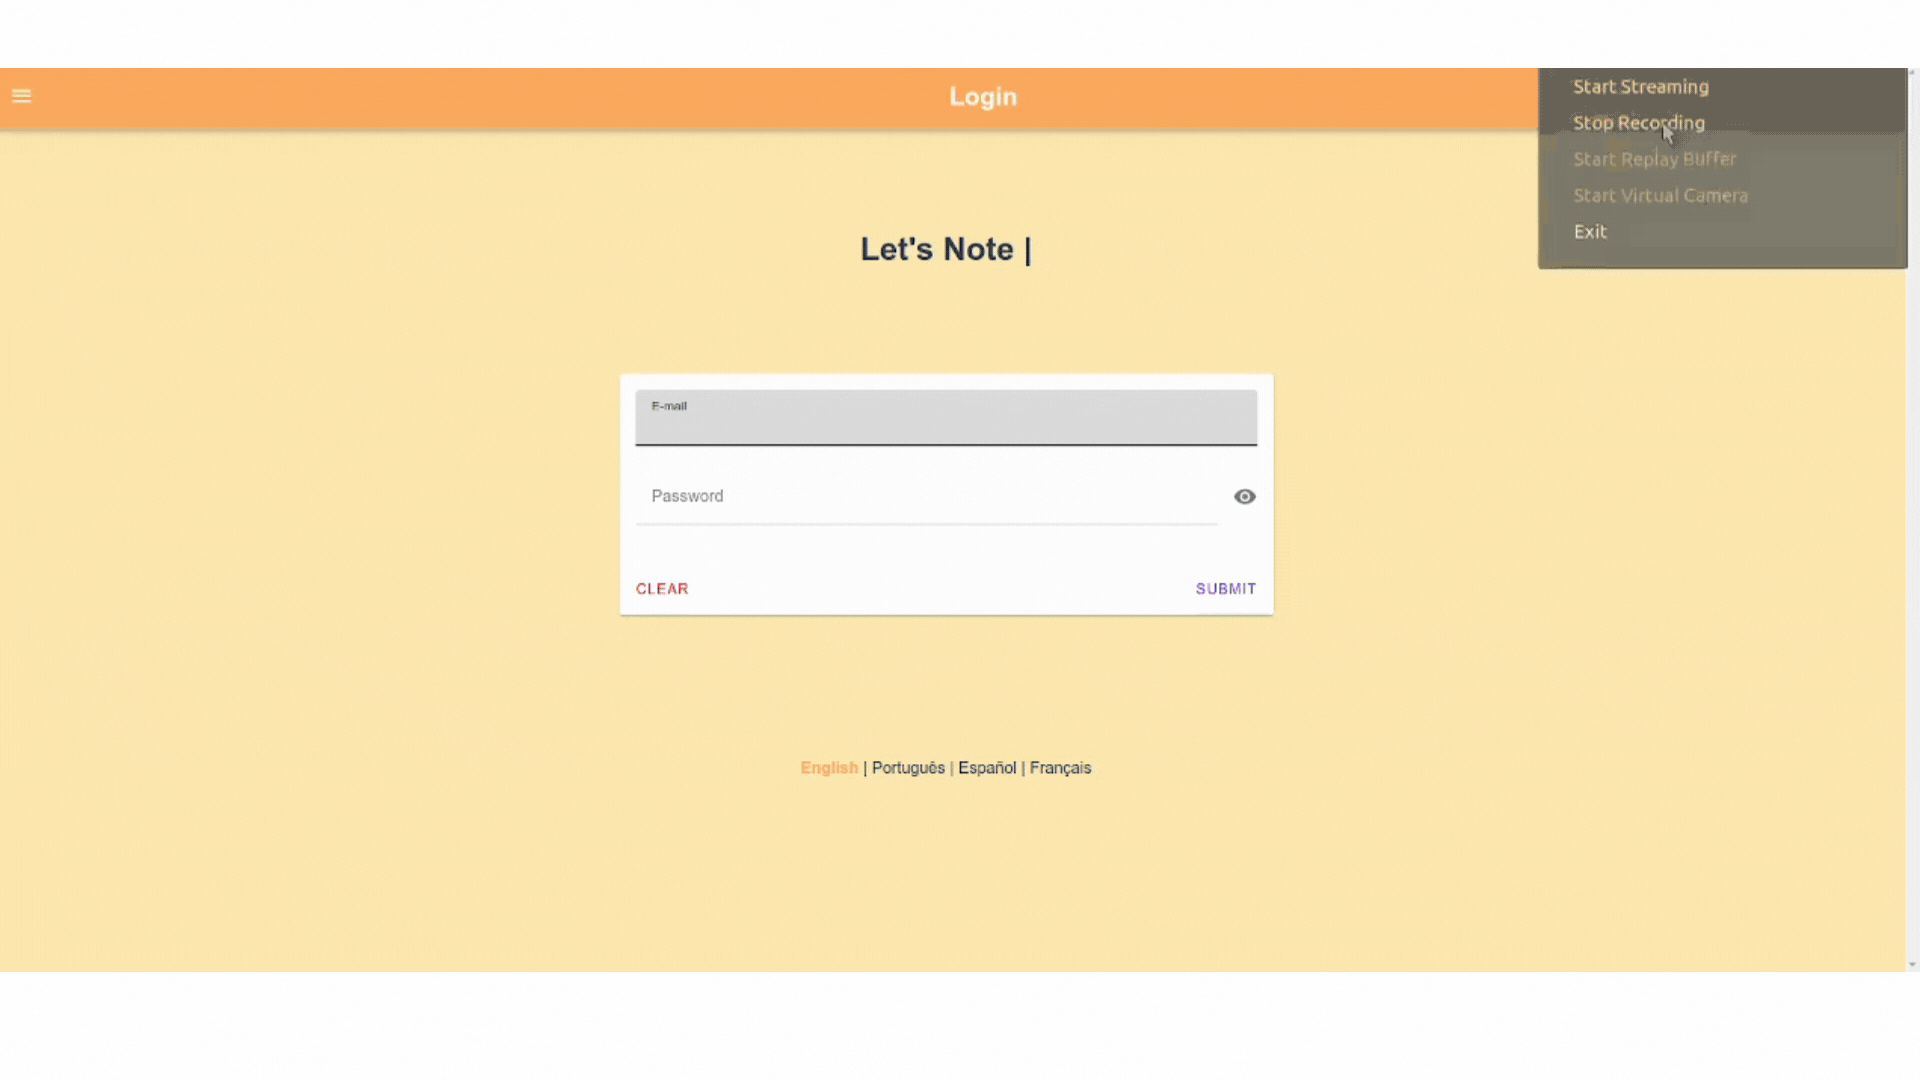 Login
Start Streaming
Stop Recording
Start Replay Buffer
Start Virtual Camera
Exit
Let's Note |
E-mail
Password
CLEAR
SUBMIT
English | Português | Español | Français